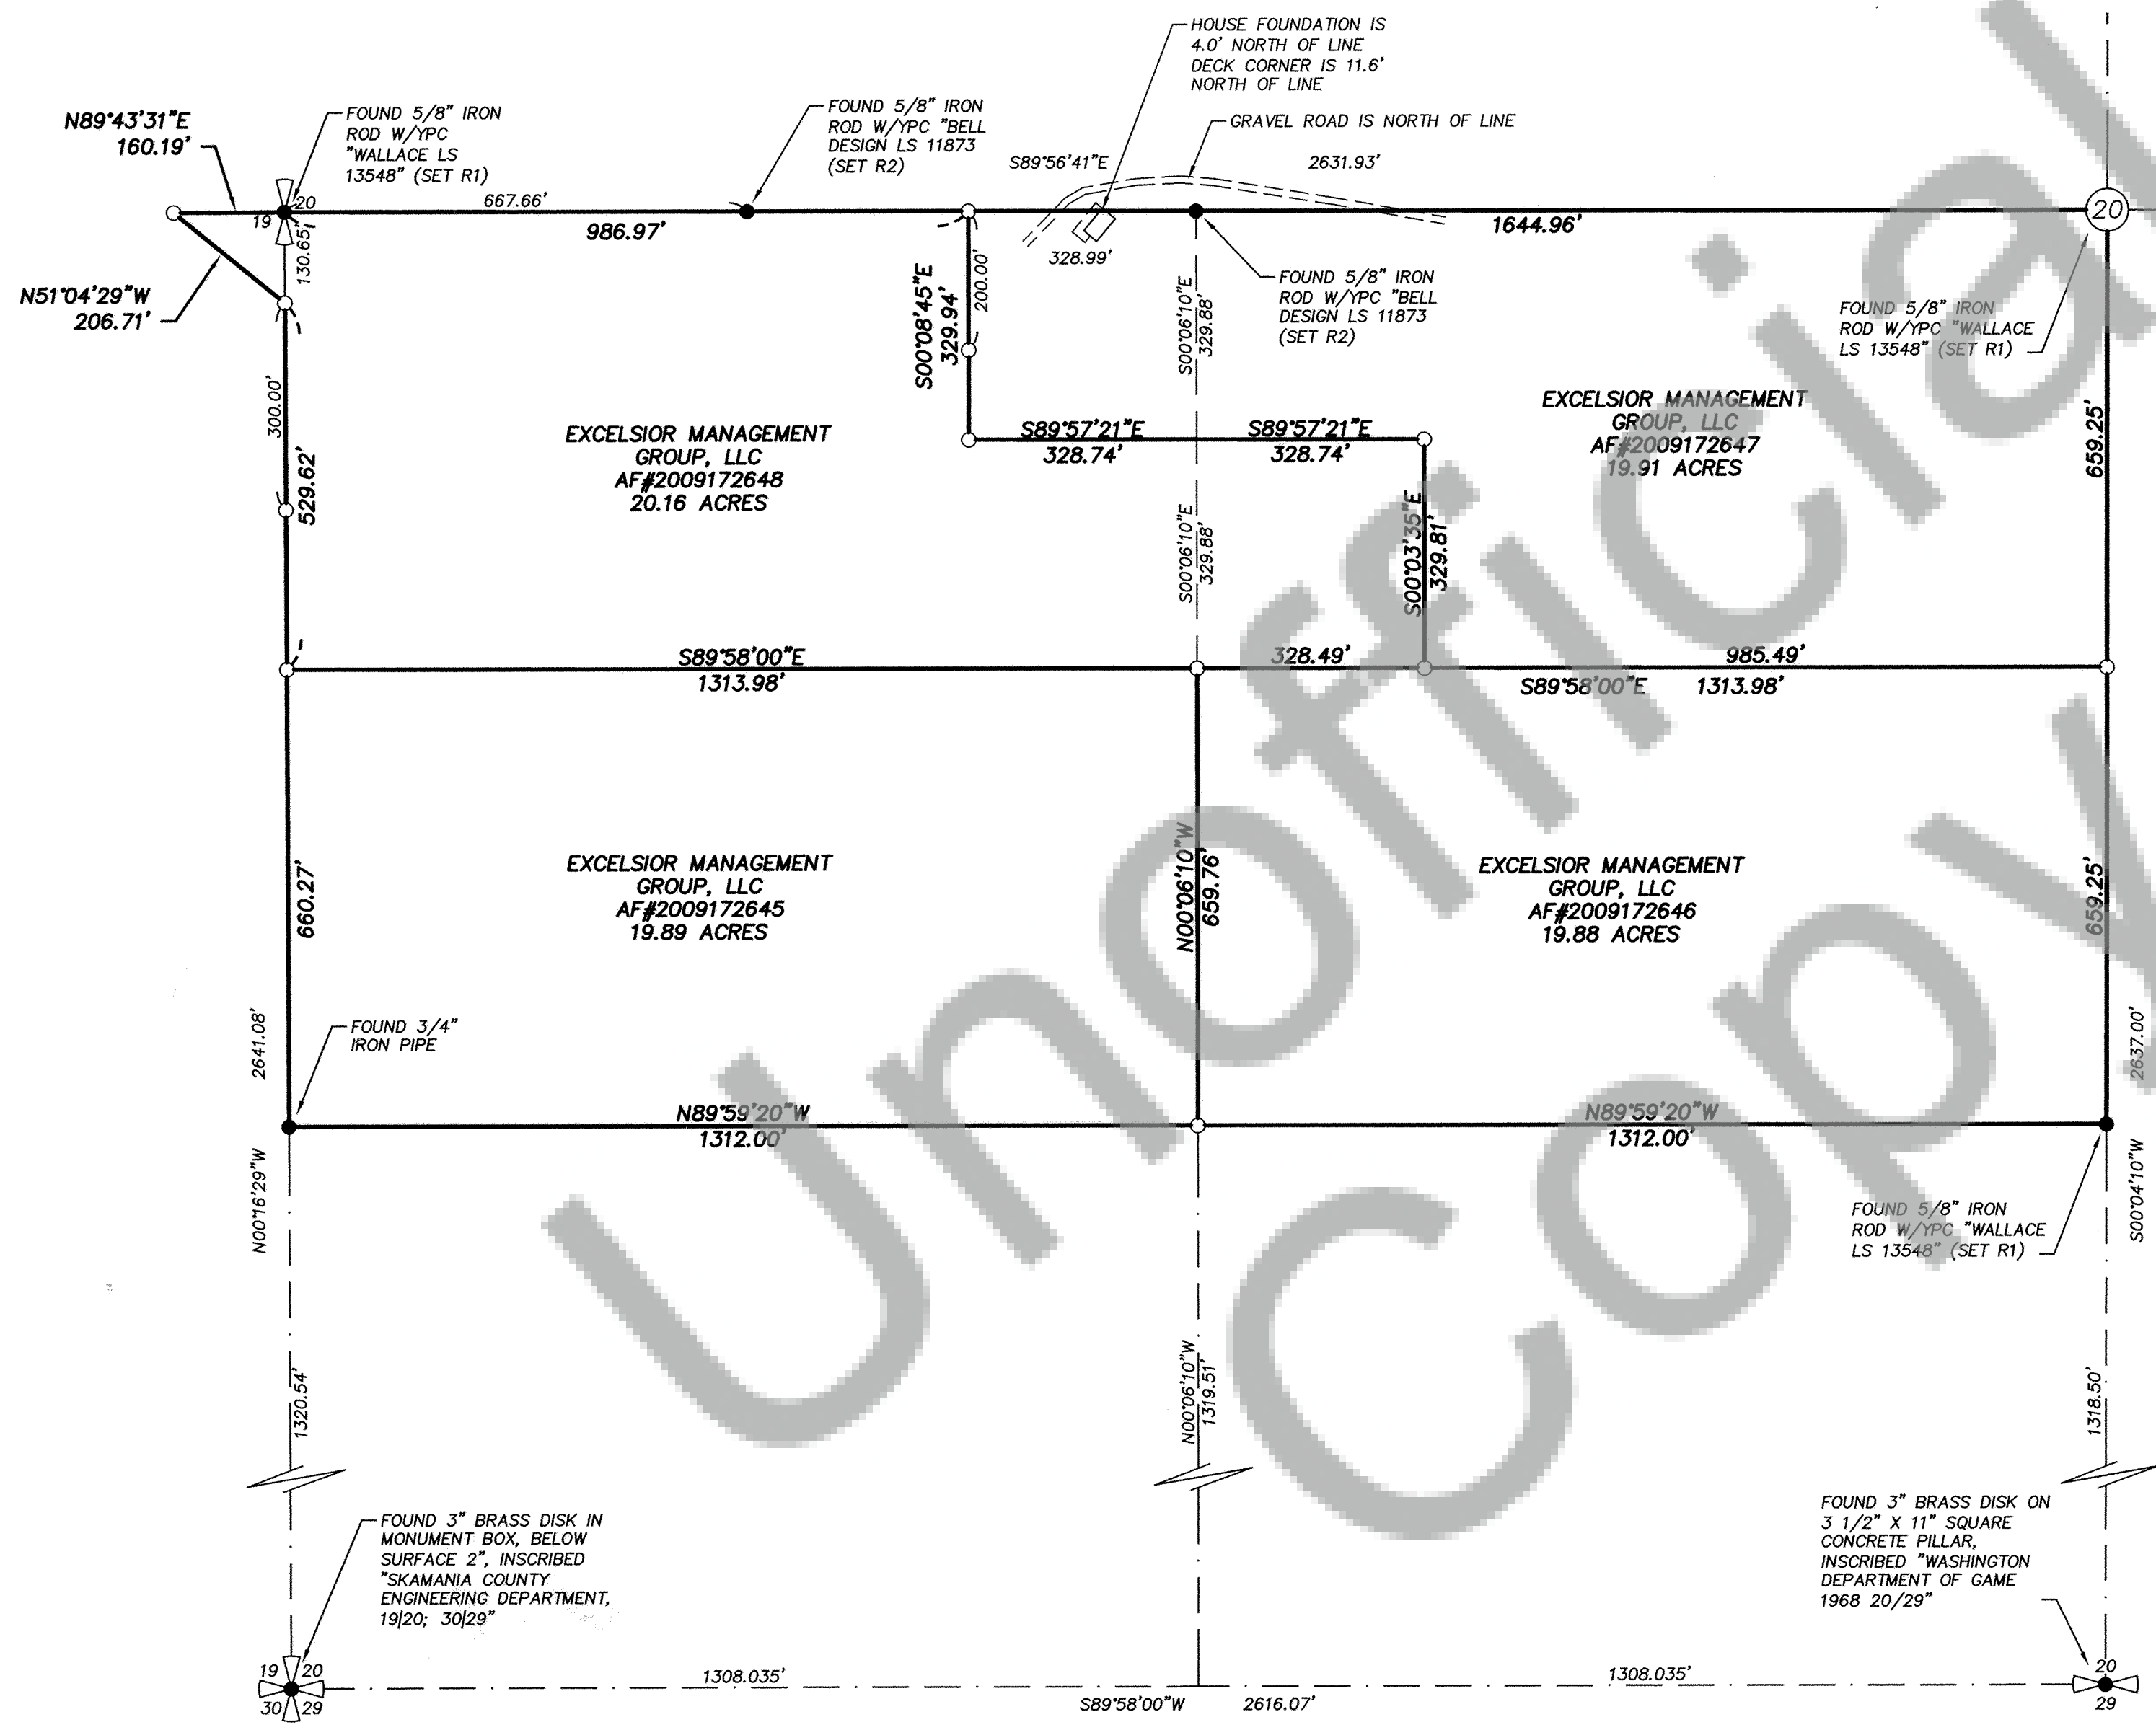 HOUSE FOUNDATION IS
4.0' NORTH OF LINE
DECK CORNER IS 11.6'
NORTH OF LINE
GRAVEL ROAD IS NORTH OF LINE
S89°56'41"E
2631.93'
N89°43'31"E
160.19'
FOUND 5/8" IRON
ROD W/YPC
"WALLACE LS
13548" (SET R1)
FOUND 5/8" IRON
ROD W/YPC "BELL
DESIGN LS 11873
(SET R2)
20
19
667.66'
986.97'
1644.96'
20
130.65'
328.99'
N51°04'29"W
206.71'
S00°08'45"E
329.94'
200.00'
S00°06'10"E
329.88'
FOUND 5/8" IRON
ROD W/YPC "BELL
DESIGN LS 11873
(SET R2)
FOUND 5/8" IRON
ROD W/YPC "WALLACE
LS 13548" (SET R1)
300.00'
529.62'
EXCELSIOR MANAGEMENT
GROUP, LLC
AF#2009172648
20.16 ACRES
S89°57'21"E
328.74'
S89°57'21"E
328.74'
EXCELSIOR MANAGEMENT
GROUP, LLC
AF#2009172647
19.91 ACRES
659.25'
S00°06'10"E
329.88'
S00°03'35"E
329.81'
S89°58'00"E
1313.98'
328.49'
985.49'
S89°58'00"E
1313.98'
660.27'
EXCELSIOR MANAGEMENT
GROUP, LLC
AF#2009172645
19.89 ACRES
N00°06'10"W
659.76'
EXCELSIOR MANAGEMENT
GROUP, LLC
AF#2009172646
19.88 ACRES
659.25'
2641.08'
FOUND 3/4"
IRON PIPE
2637.00'
N89°59'20"W
1312.00'
N89°59'20"W
1312.00'
N00°16'29"W
S00°04'10"W
FOUND 5/8" IRON
ROD W/YPC "WALLACE
LS 13548" (SET R1)
1320.54'
N00°06'10"W
1319.51'
1318.50'
FOUND 3" BRASS DISK IN
MONUMENT BOX, BELOW
SURFACE 2", INSCRIBED
"SKAMANIA COUNTY
ENGINEERING DEPARTMENT,
19|20; 30|29"
FOUND 3" BRASS DISK ON
3 1/2" X 11" SQUARE
CONCRETE PILLAR,
INSCRIBED "WASHINGTON
DEPARTMENT OF GAME
1968 20/29"
19 20
30 29
1308.035'
1308.035'
S89°58'00"W
2616.07'
20
29
Unofficial
Copy